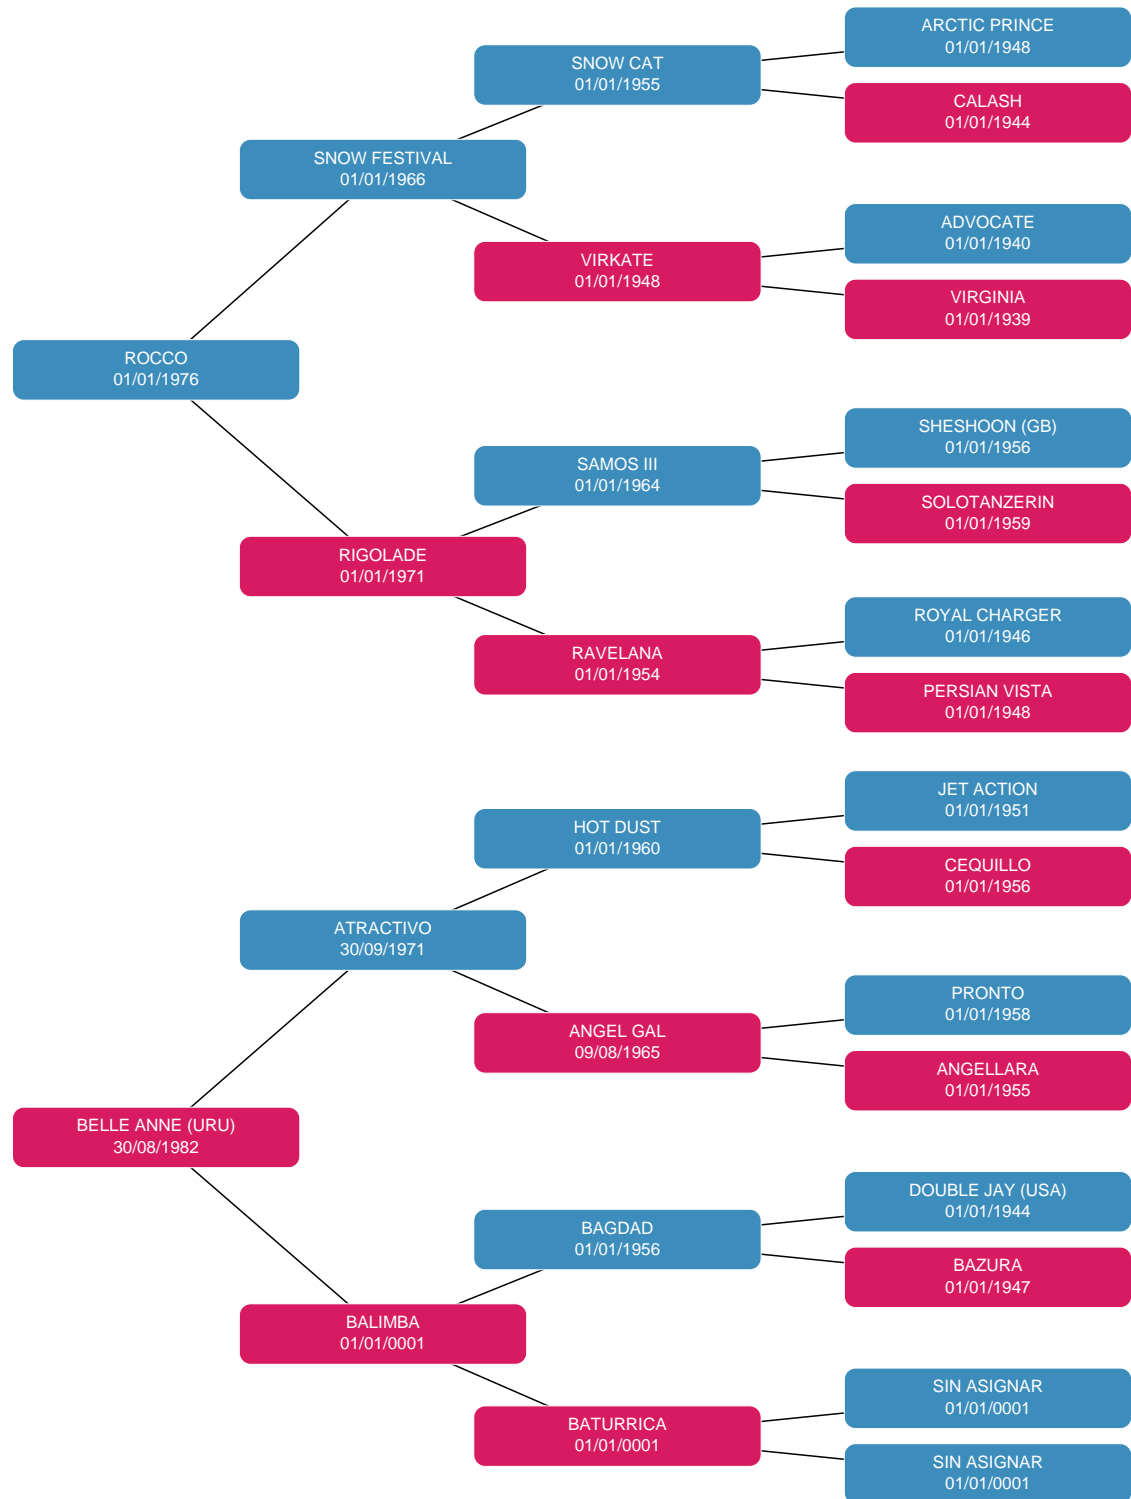 ARCTIC PRINCE
01/01/1948
SNOW CAT
01/01/1955
CALASH
01/01/1944
SNOW FESTIVAL
01/01/1966
ADVOCATE
01/01/1940
VIRKATE
01/01/1948
VIRGINIA
01/01/1939
ROCCO
01/01/1976
SHESHOON (GB)
01/01/1956
SAMOS III
01/01/1964
SOLOTANZERIN
01/01/1959
RIGOLADE
01/01/1971
ROYAL CHARGER
01/01/1946
RAVELANA
01/01/1954
PERSIAN VISTA
01/01/1948
JET ACTION
01/01/1951
HOT DUST
01/01/1960
CEQUILLO
01/01/1956
ATRACTIVO
30/09/1971
PRONTO
01/01/1958
ANGEL GAL
09/08/1965
ANGELLARA
01/01/1955
BELLE ANNE (URU)
30/08/1982
DOUBLE JAY (USA)
01/01/1944
BAGDAD
01/01/1956
BAZURA
01/01/1947
BALIMBA
01/01/0001
SIN ASIGNAR
01/01/0001
BATURRICA
01/01/0001
SIN ASIGNAR
01/01/0001